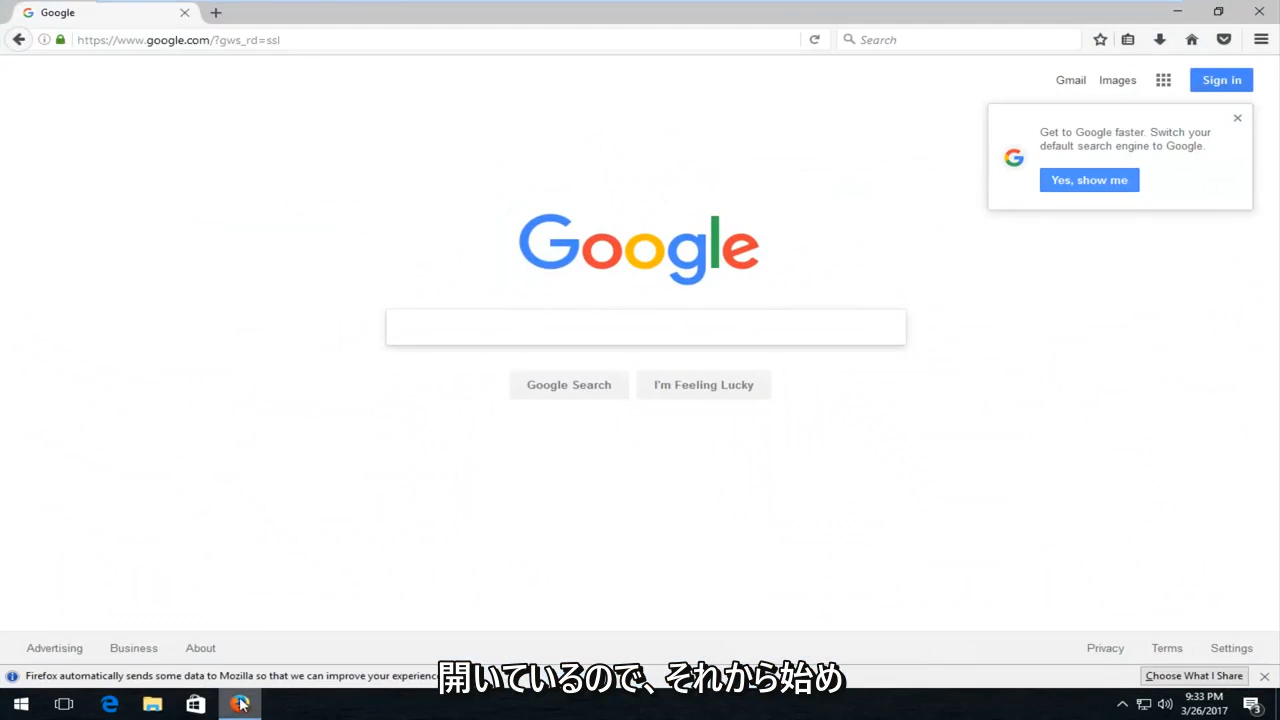 Google
https://www.google.com/?gws_rd=ssl
Search
Gmail Images Sign in
Get to Google faster. Switch your
default search engine to Google.
Yes, show me
Google
Google Search I'm Feeling Lucky
Advertising Business About Privacy Terms Settings
Firefox automatically sends some data to Mozilla so that we can improve your experience
Choose What I Share
開いているので、それから始め
9:33 PM
3/26/2017
3